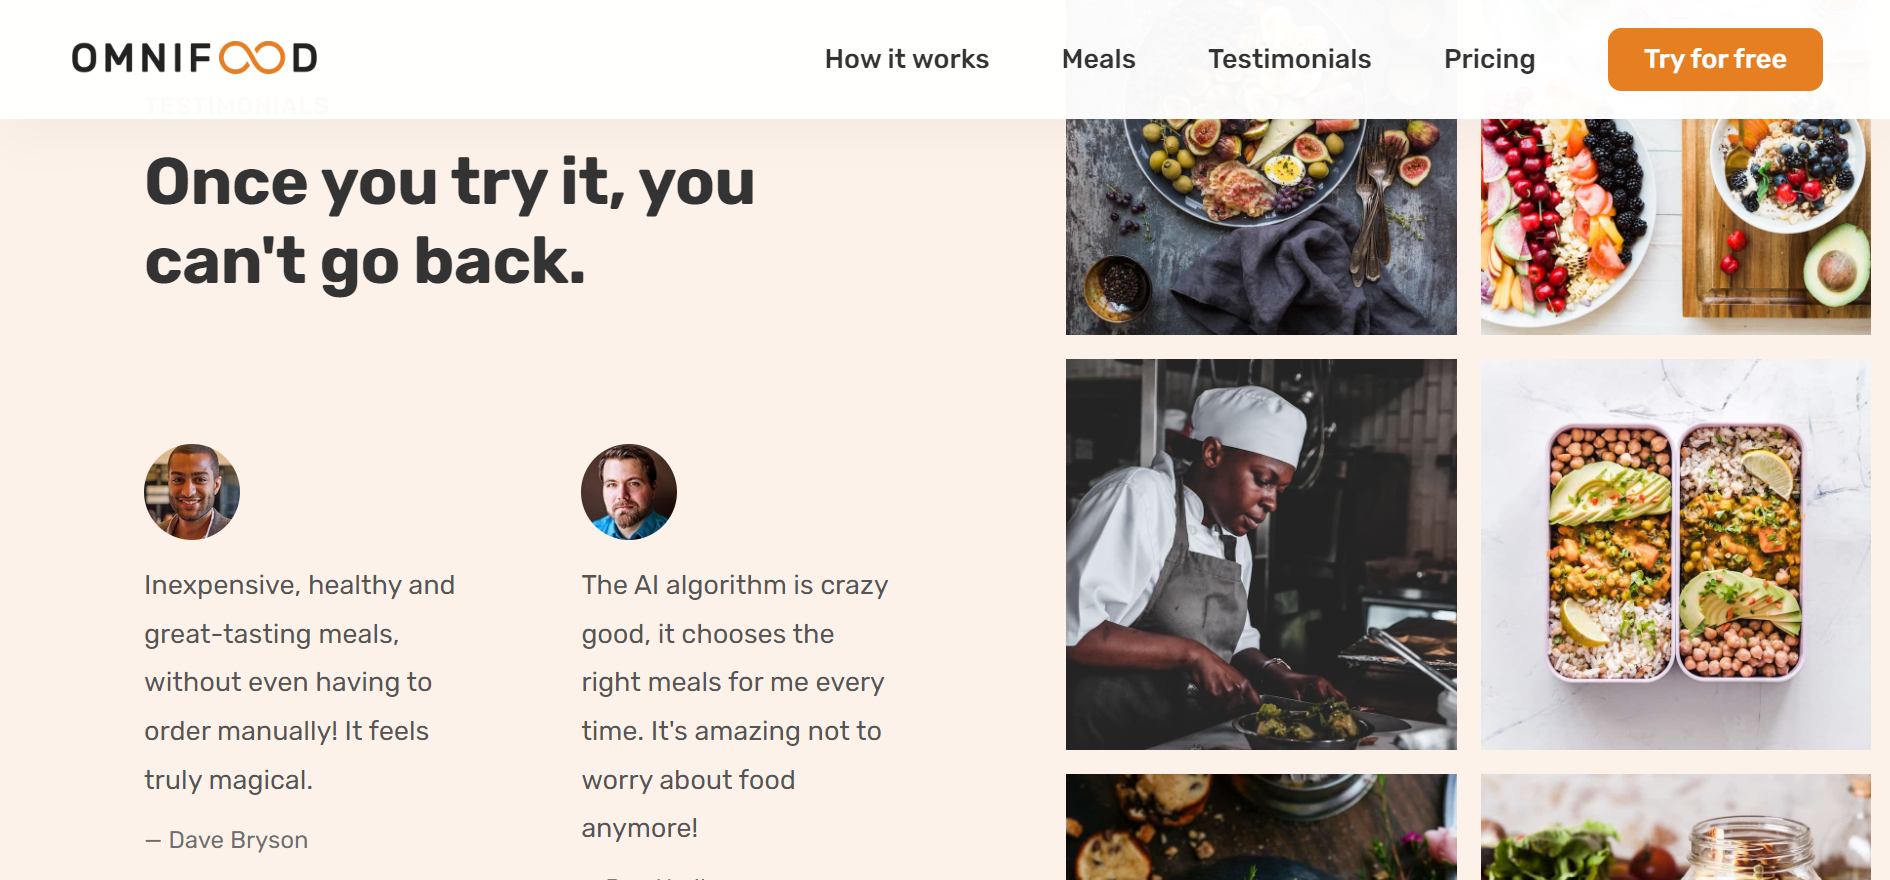 OMNIFOOD
How it works
Meals
Testimonials
Pricing
Try for free
TESTIMONIALS
Once you try it, you
can't go back.
Inexpensive, healthy and
great-tasting meals,
without even having to
order manually! It feels
truly magical.
— Dave Bryson
The AI algorithm is crazy
good, it chooses the
right meals for me every
time. It's amazing not to
worry about food
anymore!